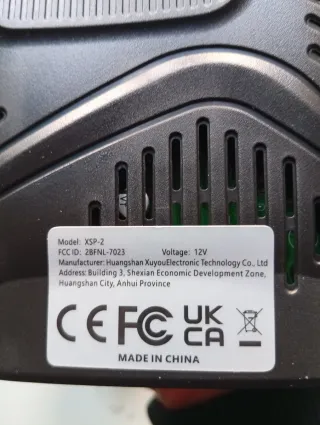 Model: XSP-2
FCC ID: 2BFNL-7023 Voltage: 12V
Manufacturer: Huangshan XuyouElectronic Technology Co., Ltd
Address: Building 3, Shexian Economic Development Zone,
Huangshan City, Anhui Province
CE FC UK CA
MADE IN CHINA